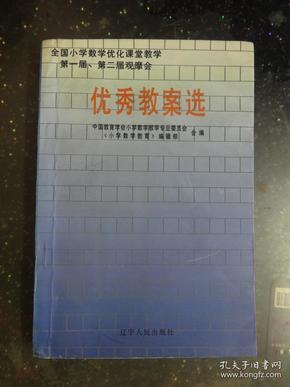 全国小学数学优化课堂教学
第一届、第二届观摩会
优秀教案选
中国教育学会小学数学教学专业委员会
《小学数学教育》编辑部
合编
辽宁人民出版社
孔夫子旧书网